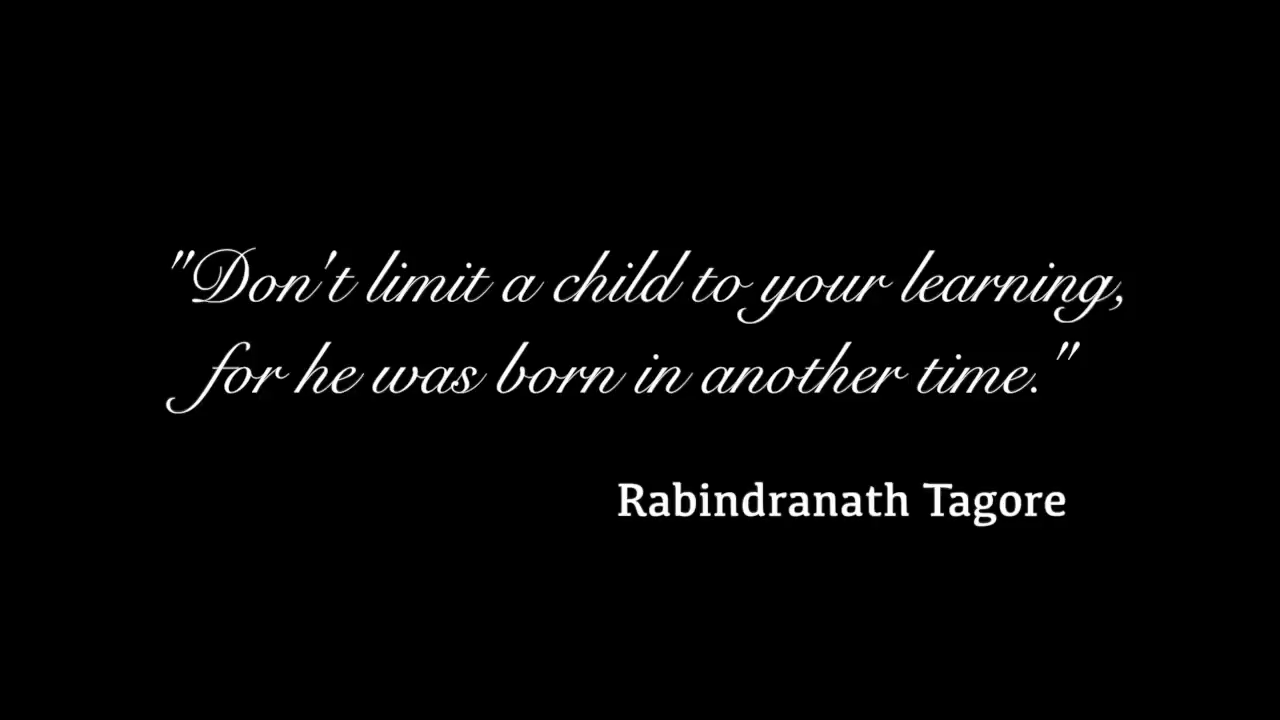 "Don't limit a child to your learning,
for he was born in another time."
Rabindranath Tagore